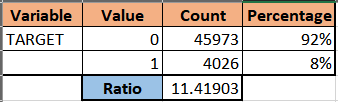 Variable Value Count Percentage
TARGET 0 45973 92%
1 4026 8%
Ratio 11.41903